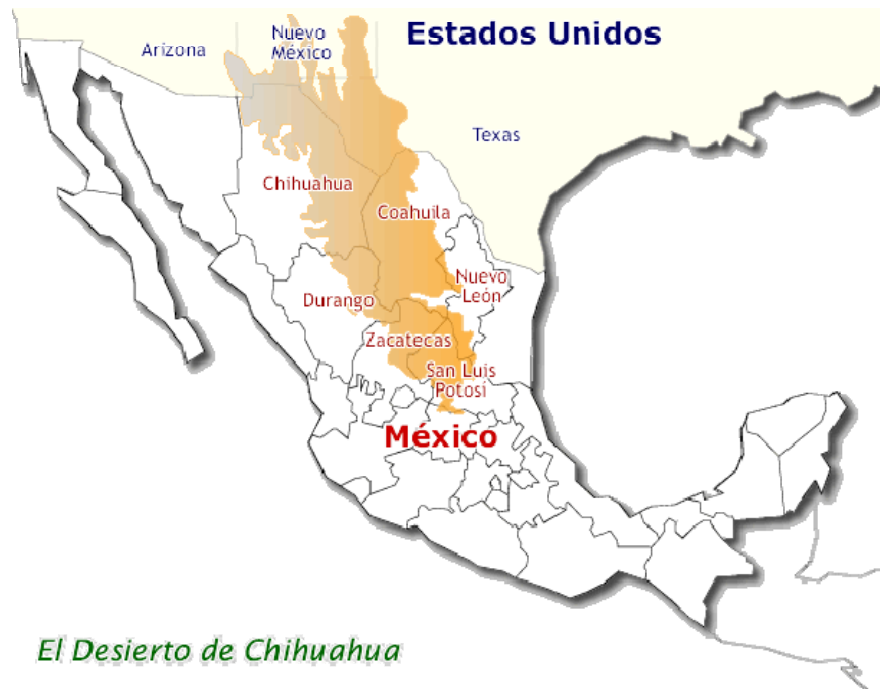 Estados Unidos
Nuevo
México
Arizona
Texas
Chihuahua
Coahuila
Nuevo
León
Durango
Zacatecas
San Luis
Potosí
México
El Desierto de Chihuahua